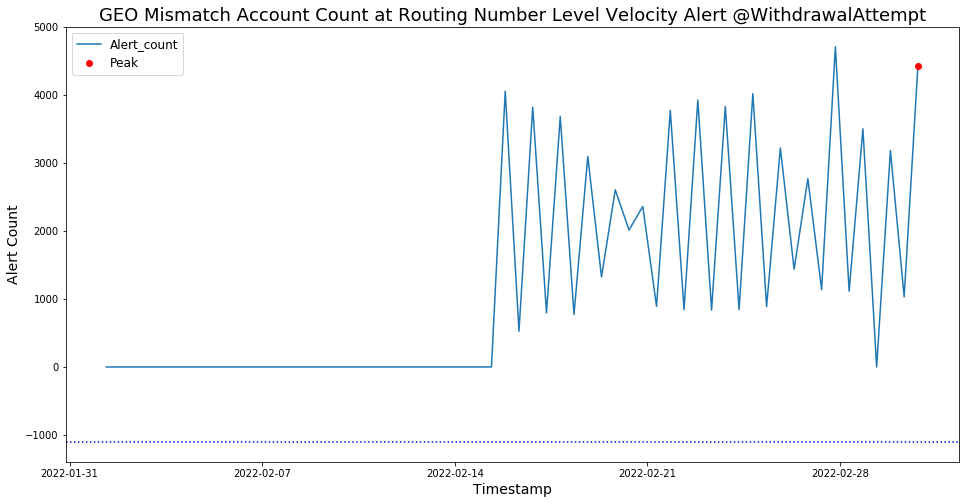 GEO Mismatch Account Count at Routing Number Level Velocity Alert @WithdrawalAttempt
Alert_count
Peak
5000
4000
3000
2000
1000
0
−1000
Alert Count
2022-01-31
2022-02-07
2022-02-14
2022-02-21
2022-02-28
Timestamp